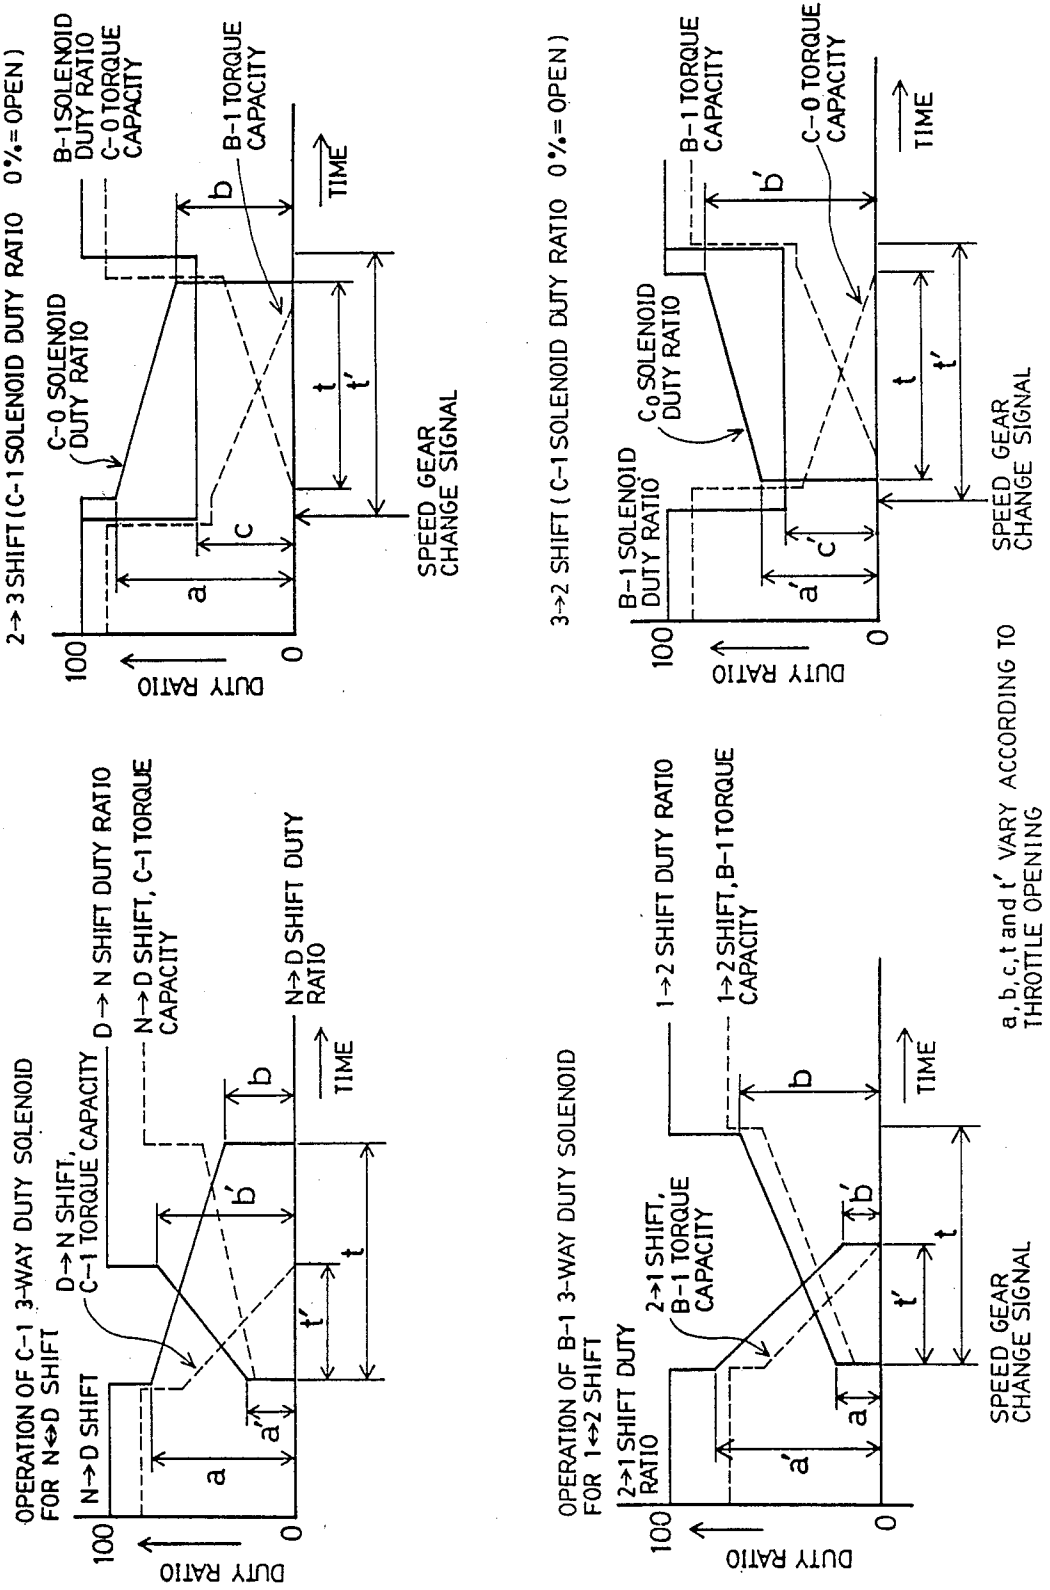 OPERATION OF C-1 3-WAY DUTY SOLENOID
FOR N↔D SHIFT
N→D SHIFT
D→N SHIFT,
C-1 TORQUE CAPACITY
D→N SHIFT DUTY RATIO
N→D SHIFT, C-1 TORQUE
CAPACITY
N→D SHIFT DUTY
RATIO
100
0
DUTY RATIO
a
a′
b′
b
t′
t
TIME
2→3 SHIFT (C-1 SOLENOID DUTY RATIO 0%=OPEN)
C-0 SOLENOID
DUTY RATIO
B-1 SOLENOID
DUTY RATIO
C-0 TORQUE
CAPACITY
B-1 TORQUE
CAPACITY
100
0
DUTY RATIO
a
c
b
t
t′
TIME
SPEED GEAR
CHANGE SIGNAL
OPERATION OF B-1 3-WAY DUTY SOLENOID
FOR 1↔2 SHIFT
2→1 SHIFT DUTY
RATIO
2→1 SHIFT,
B-1 TORQUE
CAPACITY
1→2 SHIFT DUTY RATIO
1→2 SHIFT, B-1 TORQUE
CAPACITY
100
0
DUTY RATIO
a′
a
b′
b
t′
t
TIME
SPEED GEAR
CHANGE SIGNAL
3→2 SHIFT (C-1 SOLENOID DUTY RATIO 0%=OPEN)
B-1 SOLENOID
DUTY RATIO
C0 SOLENOID
DUTY RATIO
B-1 TORQUE
CAPACITY
C-0 TORQUE
CAPACITY
100
0
DUTY RATIO
a′
c′
b′
t
t′
TIME
SPEED GEAR
CHANGE SIGNAL
a, b, c, t and t′ VARY ACCORDING TO
THROTTLE OPENING